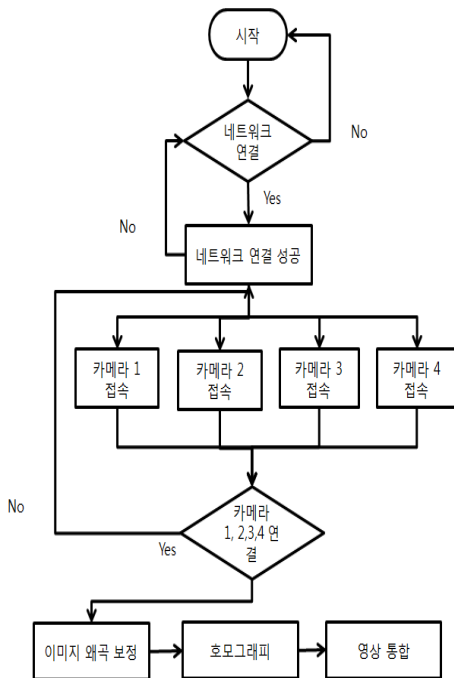 시작
네트워크
연결
No
Yes
No
네트워크 연결 성공
카메라 1
접속
카메라 2
접속
카메라 3
접속
카메라 4
접속
카메라
1, 2,3,4 연
결
No
Yes
이미지 왜곡 보정
호모그래피
영상 통합